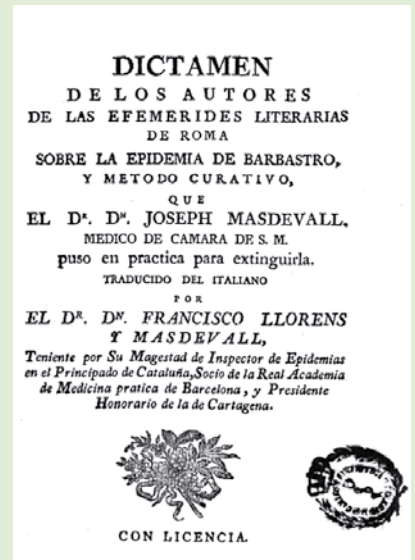 DICTAMEN
DE LOS AUTORES
DE LAS EFEMERIDES LITERARIAS
DE ROMA
SOBRE LA EPIDEMIA DE BARBASTRO,
Y METODO CURATIVO,
QUE
EL Dᴿ. Dᴺ. JOSEPH MASDEVALL,
MEDICO DE CAMARA DE S. M.
puso en practica para extinguirla.
TRADUCIDO DEL ITALIANO
POR
EL Dᴿ. Dᴺ. FRANCISCO LLORENS
Y MASDEVALL,
Teniente por Su Magestad de Inspector de Epidemias
en el Principado de Cataluña, Socio de la Real Academia
de Medicina pratica de Barcelona, y Presidente
Honorario de la de Cartagena.
CON LICENCIA.